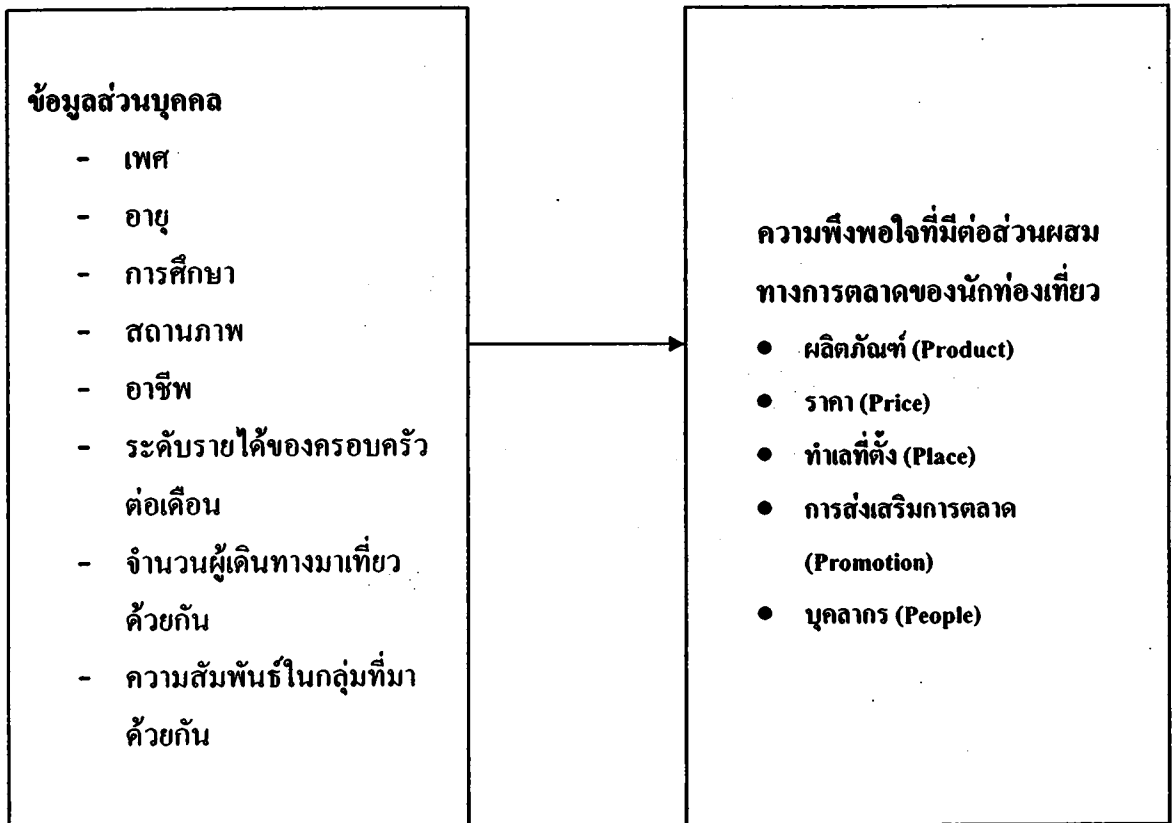 ข้อมูลส่วนบุคคล
- เพศ
- อายุ
- การศึกษา
- สถานภาพ
- อาชีพ
- ระดับรายได้ของครอบครัว
ต่อเดือน
- จำนวนผู้เดินทางมาเที่ยว
ด้วยกัน
- ความสัมพันธ์ในกลุ่มที่มา
ด้วยกัน
ความพึงพอใจที่มีต่อส่วนผสม
ทางการตลาดของนักท่องเที่ยว
● ผลิตภัณฑ์ (Product)
● ราคา (Price)
● ทำเลที่ตั้ง (Place)
● การส่งเสริมการตลาด
(Promotion)
● บุคลากร (People)